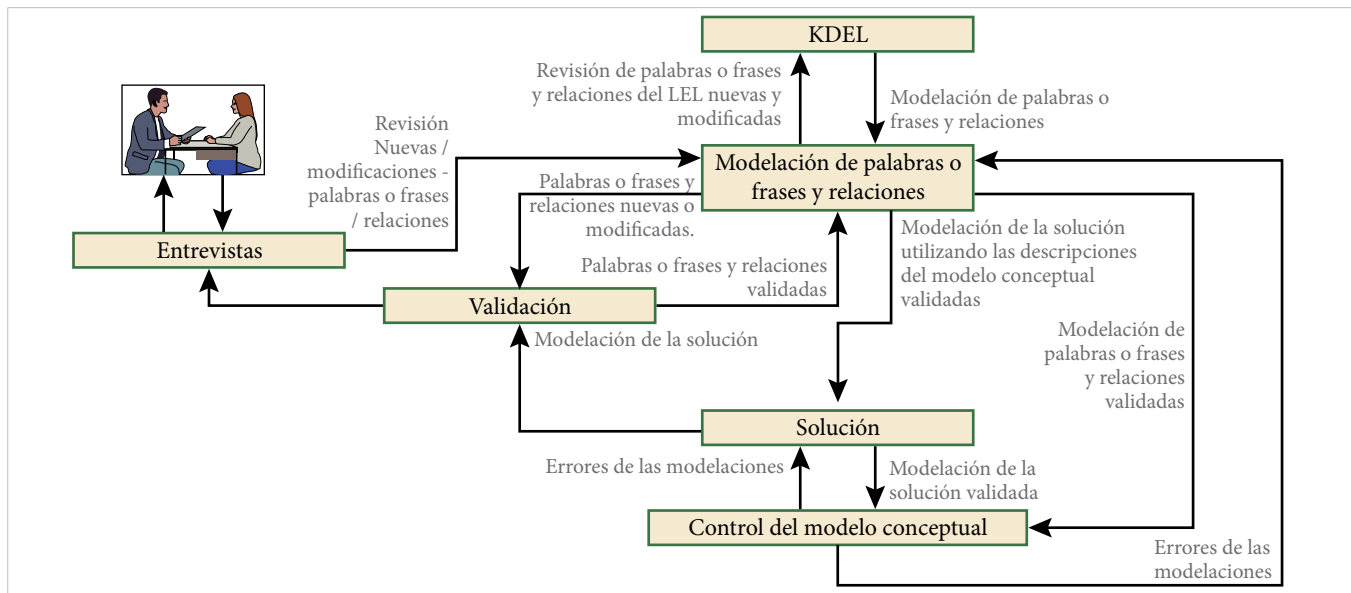 KDEL
Revisión de palabras o frases
y relaciones del LEL nuevas y
modificadas
Modelación de palabras o
frases y relaciones
Revisión
Nuevas /
modificaciones -
palabras o frases
/ relaciones
Modelación de palabras o
frases y relaciones
Entrevistas
Palabras o frases y
relaciones nuevas o
modificadas.
Modelación de la solución
utilizando las descripciones
del modelo conceptual
validadas
Palabras o frases y relaciones
validadas
Validación
Modelación de la solución
Modelación de
palabras o frases
y relaciones
validadas
Solución
Errores de las modelaciones
Modelación de la
solución validada
Control del modelo conceptual
Errores de las
modelaciones